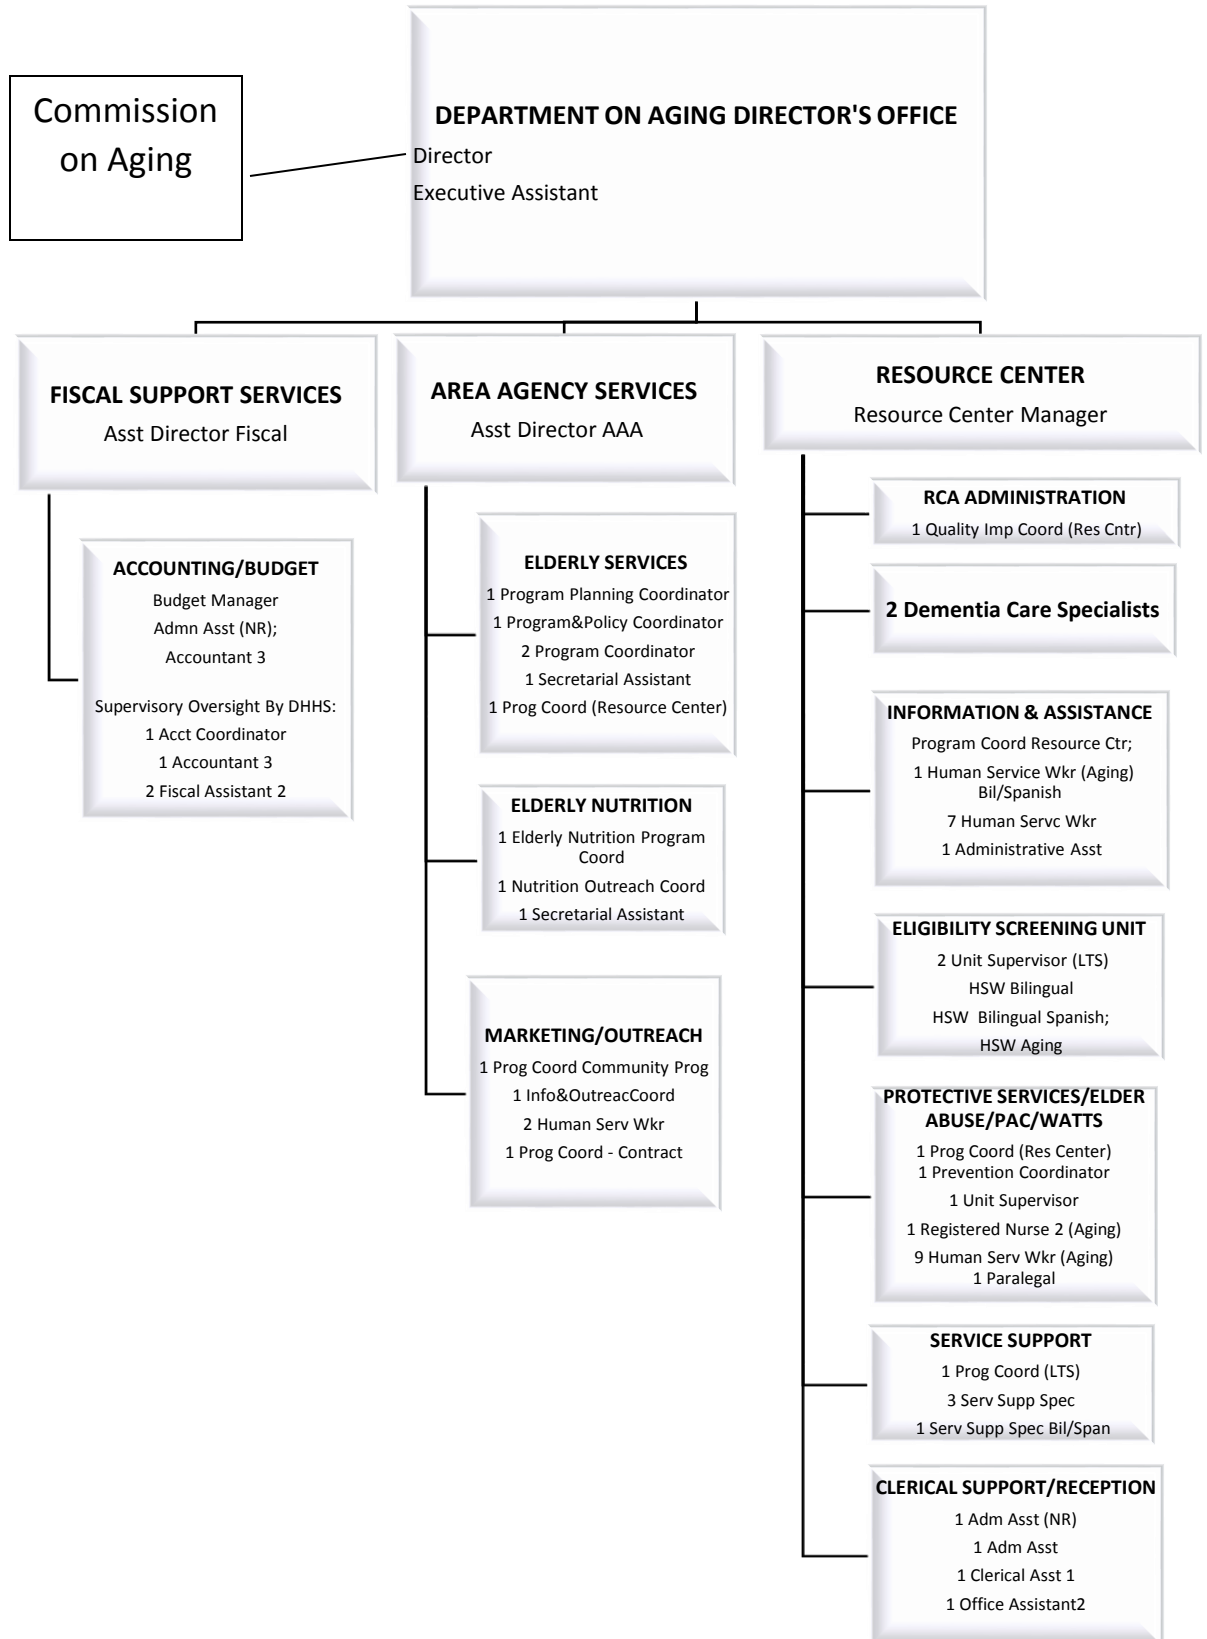 Commission
on Aging
DEPARTMENT ON AGING DIRECTOR'S OFFICE
Director
Executive Assistant
FISCAL SUPPORT SERVICES
Asst Director Fiscal
ACCOUNTING/BUDGET
Budget Manager
Admn Asst (NR);
Accountant 3
Supervisory Oversight By DHHS:
1 Acct Coordinator
1 Accountant 3
2 Fiscal Assistant 2
AREA AGENCY SERVICES
Asst Director AAA
ELDERLY SERVICES
1 Program Planning Coordinator
1 Program&Policy Coordinator
2 Program Coordinator
1 Secretarial Assistant
1 Prog Coord (Resource Center)
ELDERLY NUTRITION
1 Elderly Nutrition Program
Coord
1 Nutrition Outreach Coord
1 Secretarial Assistant
MARKETING/OUTREACH
1 Prog Coord Community Prog
1 Info&OutreacCoord
2 Human Serv Wkr
1 Prog Coord - Contract
RESOURCE CENTER
Resource Center Manager
RCA ADMINISTRATION
1 Quality Imp Coord (Res Cntr)
2 Dementia Care Specialists
INFORMATION & ASSISTANCE
Program Coord Resource Ctr;
1 Human Service Wkr (Aging)
Bil/Spanish
7 Human Servc Wkr
1 Administrative Asst
ELIGIBILITY SCREENING UNIT
2 Unit Supervisor (LTS)
HSW Bilingual
HSW Bilingual Spanish;
HSW Aging
PROTECTIVE SERVICES/ELDER
ABUSE/PAC/WATTS
1 Prog Coord (Res Center)
1 Prevention Coordinator
1 Unit Supervisor
1 Registered Nurse 2 (Aging)
9 Human Serv Wkr (Aging)
1 Paralegal
SERVICE SUPPORT
1 Prog Coord (LTS)
3 Serv Supp Spec
1 Serv Supp Spec Bil/Span
CLERICAL SUPPORT/RECEPTION
1 Adm Asst (NR)
1 Adm Asst
1 Clerical Asst 1
1 Office Assistant2